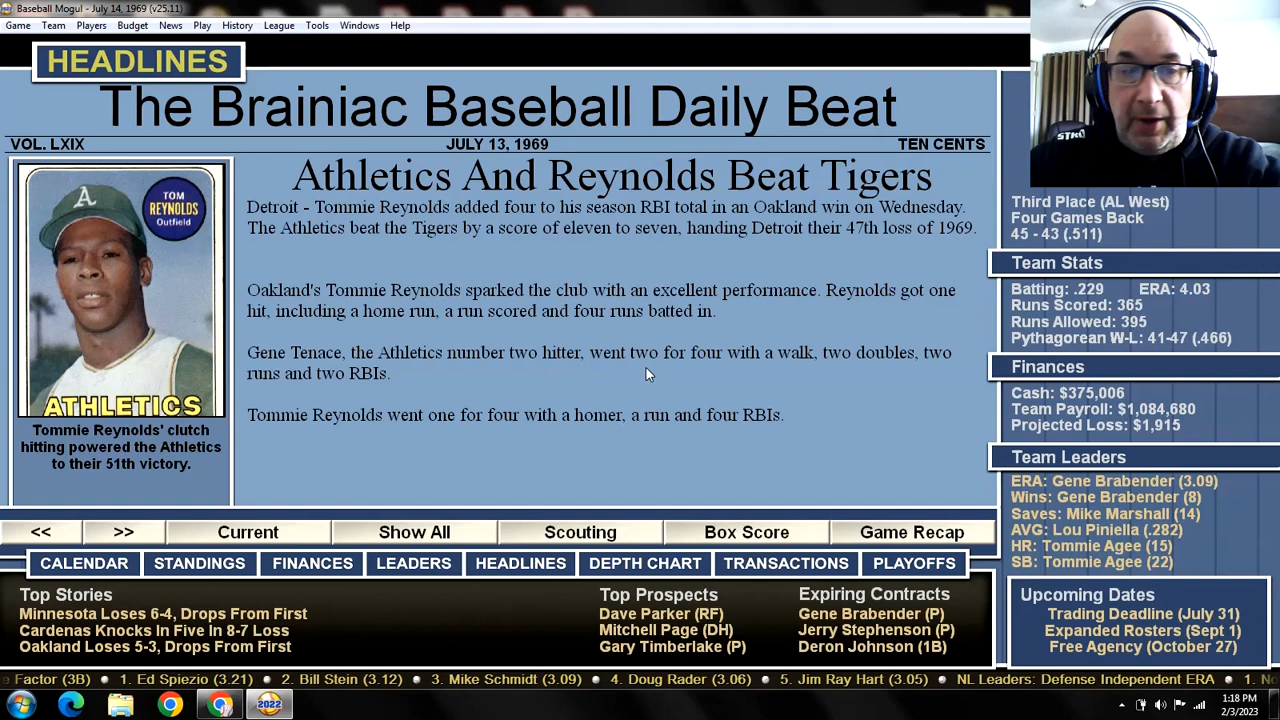 Baseball Mogul - July 14, 1969 (v25.11)
Game Team Players Budget News Play History League Tools Windows Help
HEADLINES
The Brainiac Baseball Daily Beat
VOL. LXIX JULY 13, 1969 TEN CENTS
A
TOM
REYNOLDS
Outfield
ATHLETICS
Tommie Reynolds' clutch
hitting powered the Athletics
to their 51th victory.
Athletics And Reynolds Beat Tigers
Detroit - Tommie Reynolds added four to his season RBI total in an Oakland win on Wednesday.
The Athletics beat the Tigers by a score of eleven to seven, handing Detroit their 47th loss of 1969.
Oakland's Tommie Reynolds sparked the club with an excellent performance. Reynolds got one
hit, including a home run, a run scored and four runs batted in.
Gene Tenace, the Athletics number two hitter, went two for four with a walk, two doubles, two
runs and two RBIs.
Tommie Reynolds went one for four with a homer, a run and four RBIs.
Third Place (AL West)
Four Games Back
45 - 43 (.511)
Team Stats
Batting: .229 ERA: 4.03
Runs Scored: 365
Runs Allowed: 395
Pythagorean W-L: 41-47 (.466)
Finances
Cash: $375,006
Team Payroll: $1,084,680
Projected Loss: $1,915
Team Leaders
ERA: Gene Brabender (3.09)
Wins: Gene Brabender (8)
Saves: Mike Marshall (14)
AVG: Lou Piniella (.282)
HR: Tommie Agee (15)
SB: Tommie Agee (22)
<< >> Current Show All Scouting Box Score Game Recap
CALENDAR STANDINGS FINANCES LEADERS HEADLINES DEPTH CHART TRANSACTIONS PLAYOFFS
Top Stories
Minnesota Loses 6-4, Drops From First
Cardenas Knocks In Five In 8-7 Loss
Oakland Loses 5-3, Drops From First
Top Prospects
Dave Parker (RF)
Mitchell Page (DH)
Gary Timberlake (P)
Expiring Contracts
Gene Brabender (P)
Jerry Stephenson (P)
Deron Johnson (1B)
Upcoming Dates
Trading Deadline (July 31)
Expanded Rosters (Sept 1)
Free Agency (October 27)
e Factor (3B) • 1. Ed Spiezio (3.21) • 2. Bill Stein (3.12) • 3. Mike Schmidt (3.09) • 4. Doug Rader (3.06) • 5. Jim Ray Hart (3.05) • NL Leaders: Defense Independent ERA • 1. No
2022
1:18 PM
2/3/2023